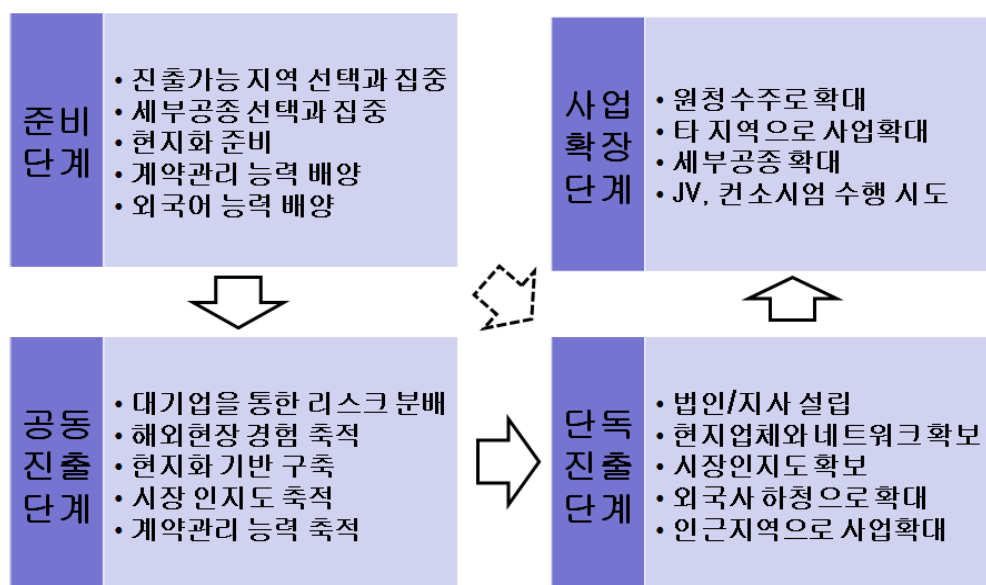 준비
단계
• 진출가능 지역 선택과 집중
• 세부공종 선택과 집중
• 현지화 준비
• 계약관리 능력 배양
• 외국어 능력 배양
공동
진출
단계
• 대기업을 통한 리스크 분배
• 해외현장 경험 축적
• 현지화 기반 구축
• 시장 인지도 축적
• 계약관리 능력 축적
단독
진출
단계
• 법인/지사 설립
• 현지업체와 네트워크 확보
• 시장인지도 확보
• 외국사 하청으로 확대
• 인근지역으로 사업확대
사업
확장
단계
• 원청 수주로 확대
• 타 지역으로 사업확대
• 세부공종 확대
• JV, 컨소시엄 수행 시도